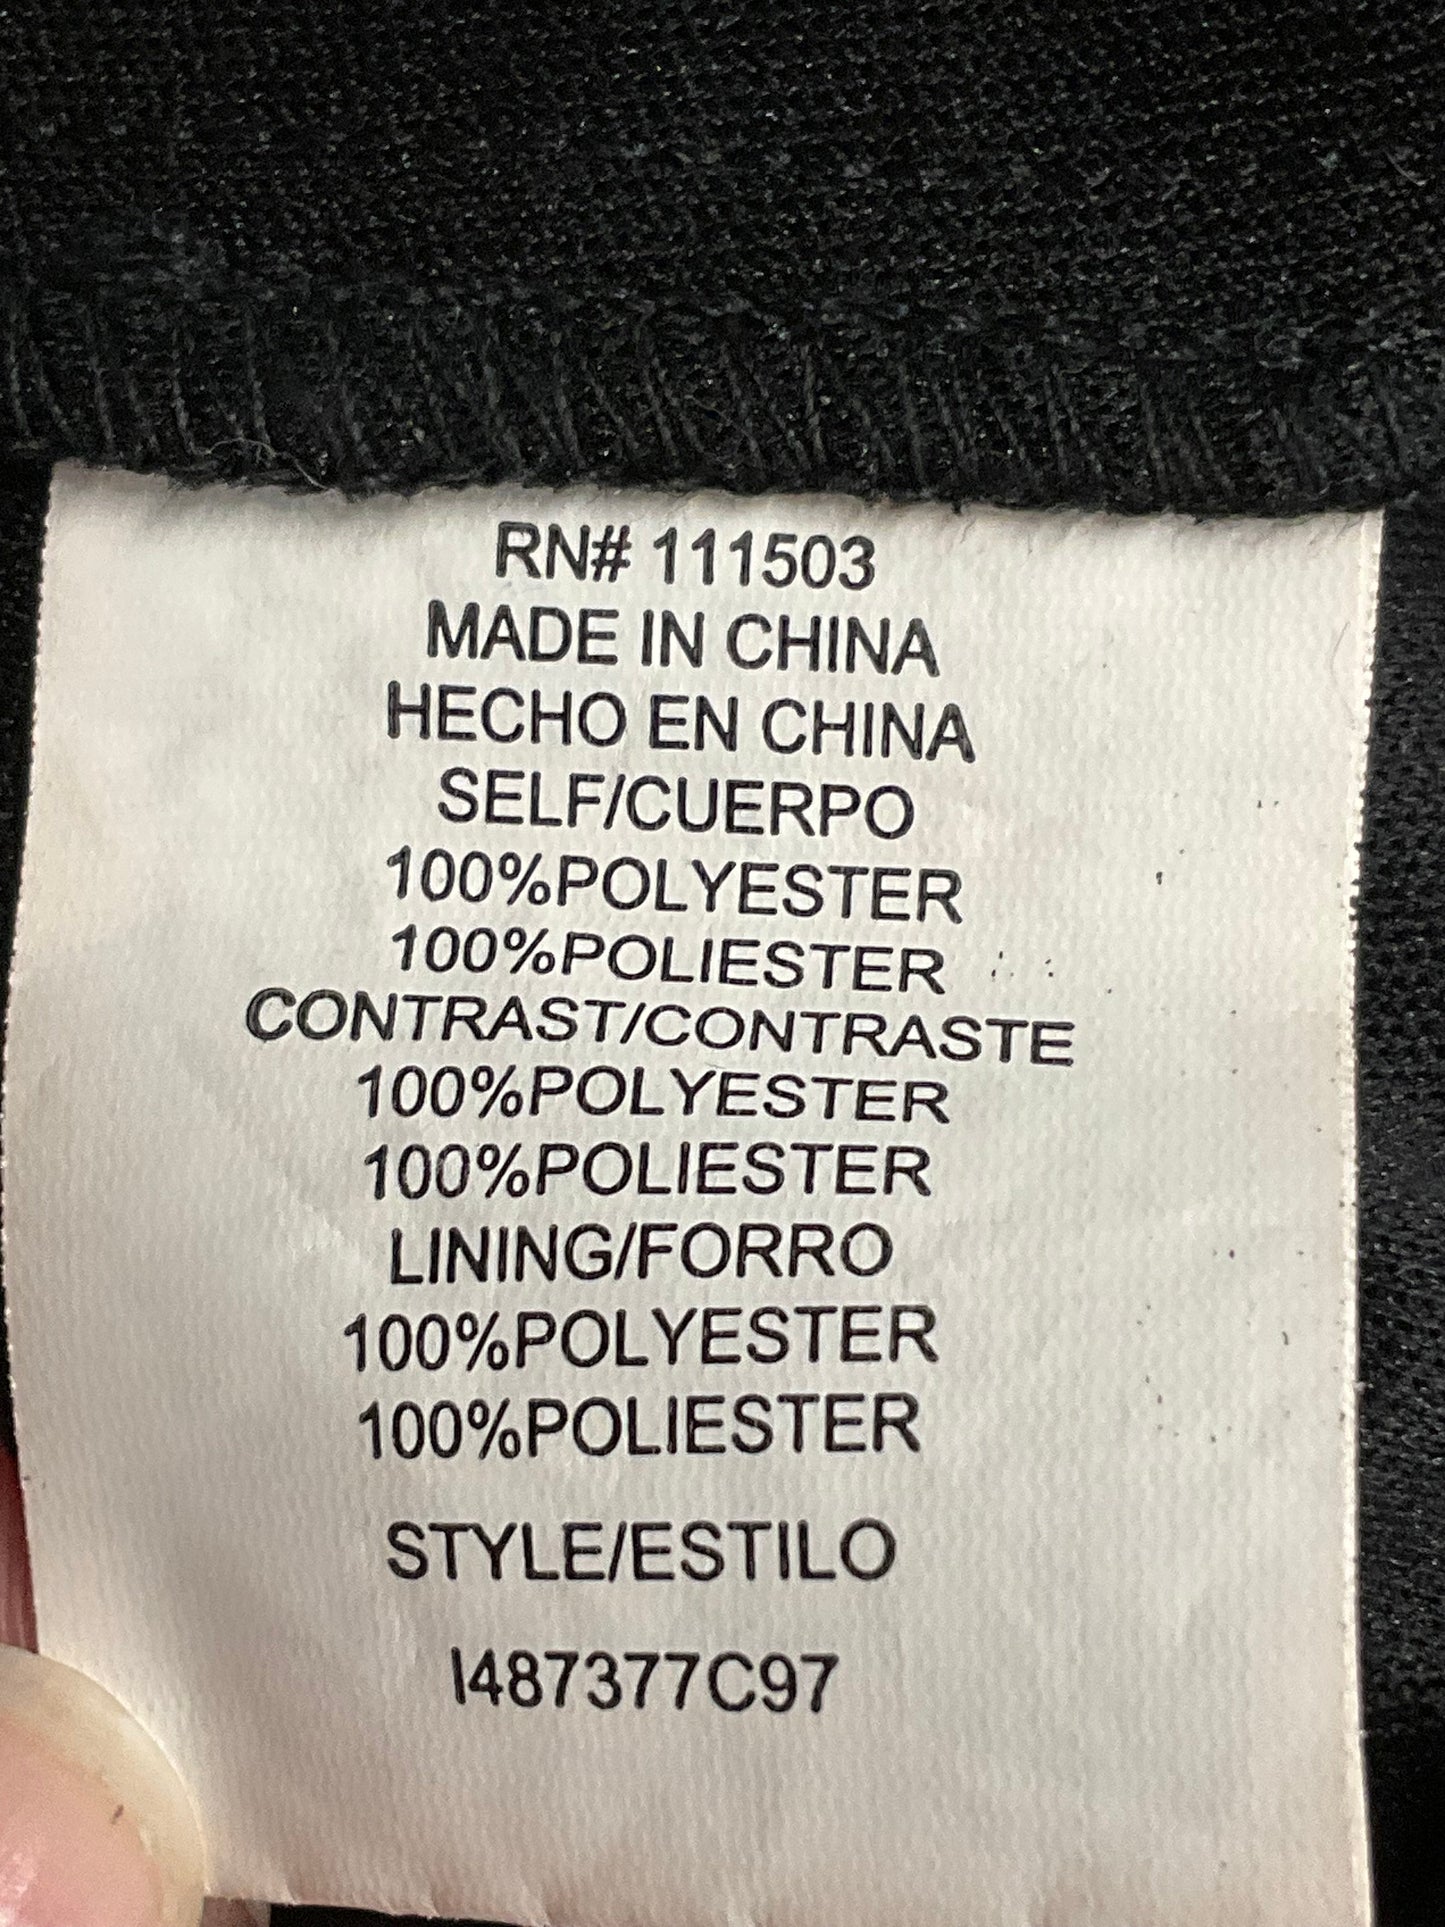 RN# 111503
MADE IN CHINA
HECHO EN CHINA
SELF/CUERPO
100%POLYESTER
100%POLIESTER
CONTRAST/CONTRASTE
100%POLYESTER
100%POLIESTER
LINING/FORRO
100%POLYESTER
100%POLIESTER
STYLE/ESTILO
I487377C97